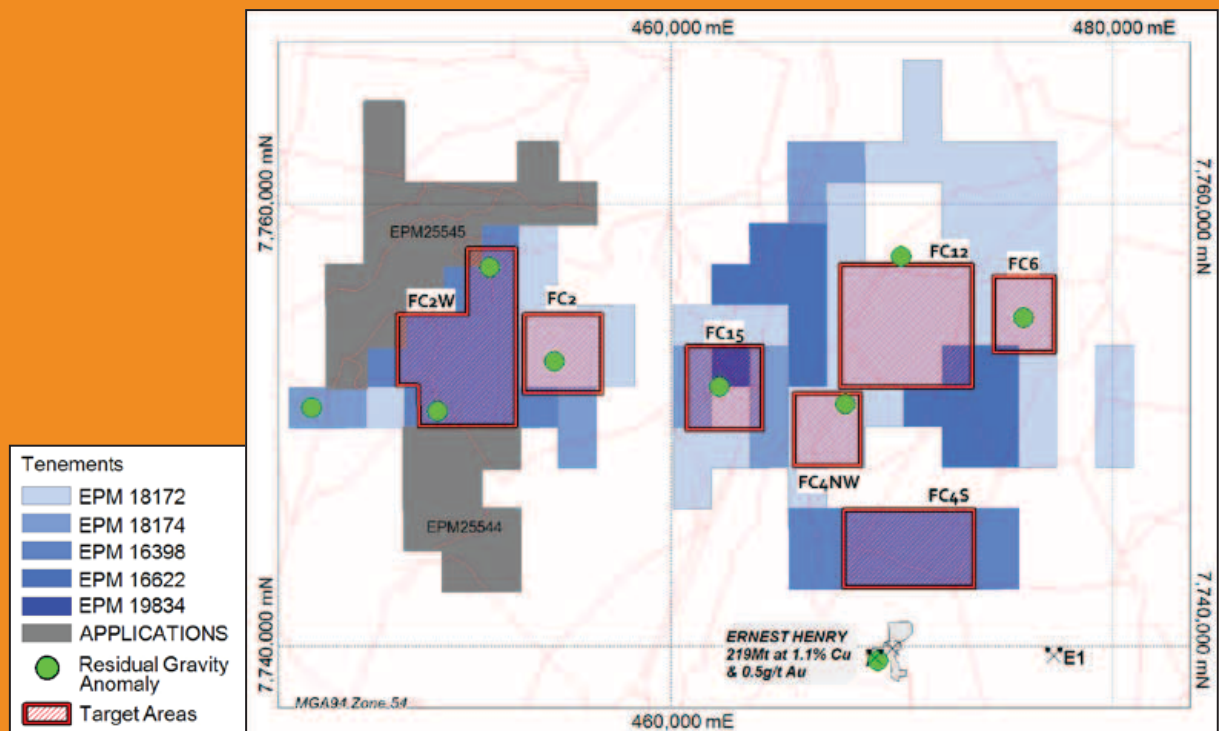 460,000 mE
480,000 mE
7,760,000 mN
7,760,000 mN
EPM25545
FC12
FC6
FC2W
FC2
FC15
FC4NW
FC4S
EPM25544
7,740,000 mN
7,740,000 mN
ERNEST HENRY
219Mt at 1.1% Cu
& 0.5g/t Au
E1
MGA94 Zone 54
460,000 mE
Tenements
EPM 18172
EPM 18174
EPM 16398
EPM 16622
EPM 19834
APPLICATIONS
Residual Gravity
Anomaly
Target Areas